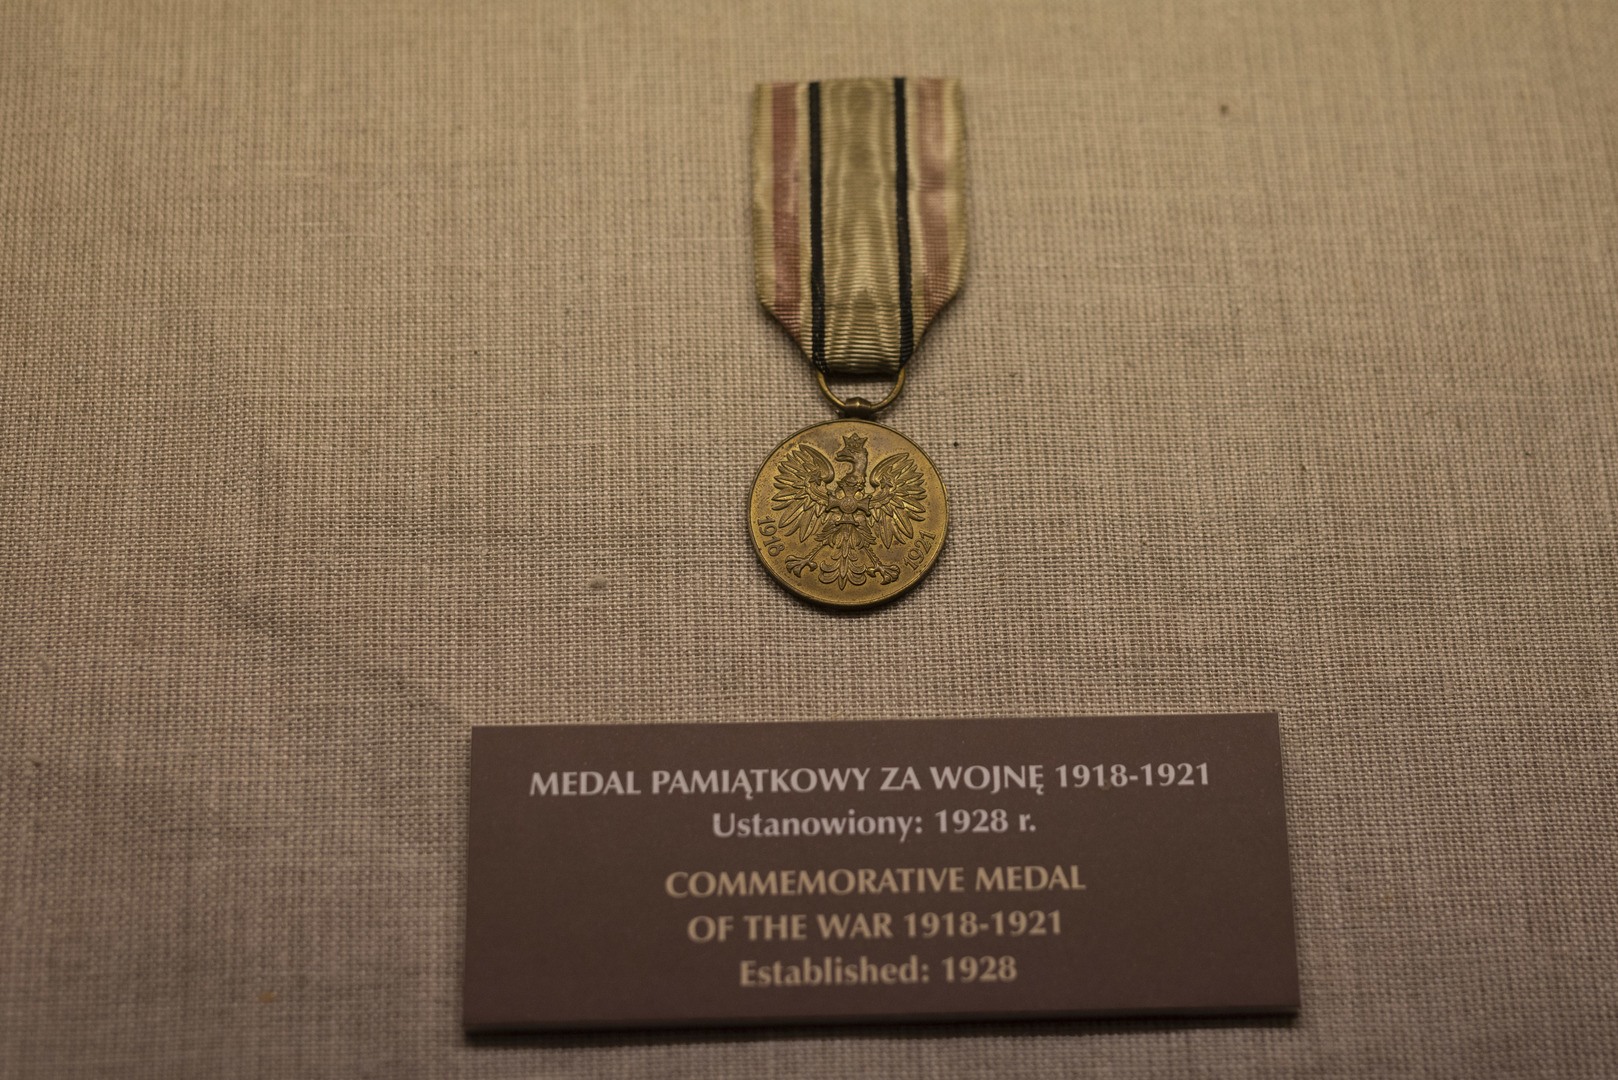 1918
1921
MEDAL PAMIĄTKOWY ZA WOJNĘ 1918-1921
Ustanowiony: 1928 r.
COMMEMORATIVE MEDAL
OF THE WAR 1918-1921
Established: 1928